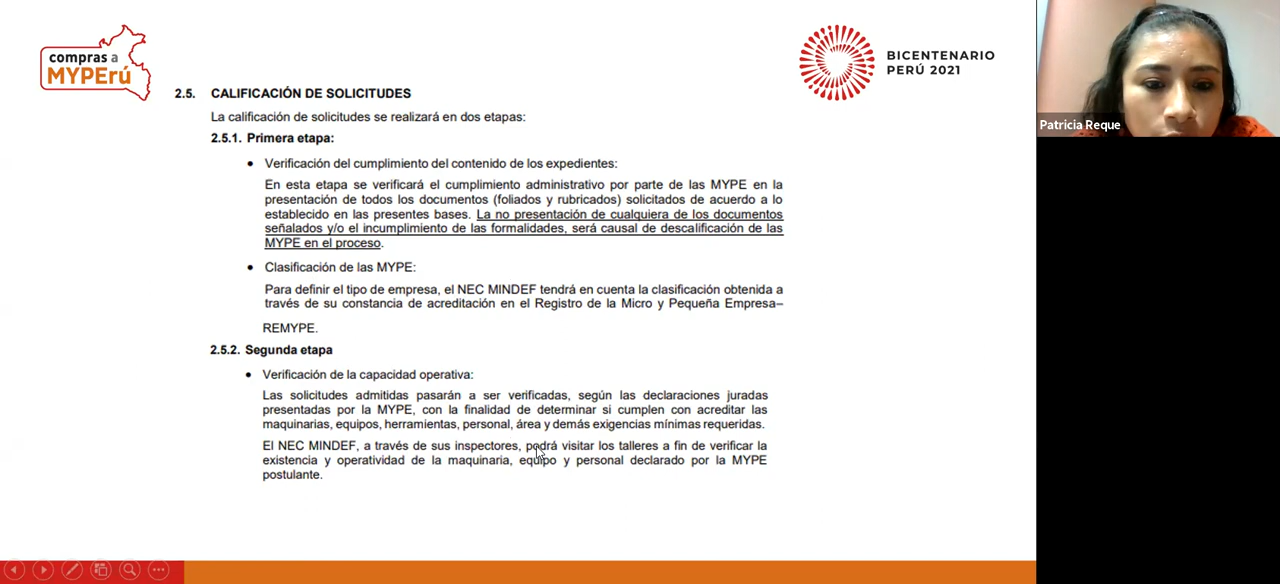 compras a
MYPErú
BICENTENARIO
PERÚ 2021
Patricia Reque
2.5. CALIFICACIÓN DE SOLICITUDES
La calificación de solicitudes se realizará en dos etapas:
2.5.1. Primera etapa:
• Verificación del cumplimiento del contenido de los expedientes:
En esta etapa se verificará el cumplimiento administrativo por parte de las MYPE en la
presentación de todos los documentos (foliados y rubricados) solicitados de acuerdo a lo
establecido en las presentes bases. La no presentación de cualquiera de los documentos
señalados y/o el incumplimiento de las formalidades, será causal de descalificación de las
MYPE en el proceso.
• Clasificación de las MYPE:
Para definir el tipo de empresa, el NEC MINDEF tendrá en cuenta la clasificación obtenida a
través de su constancia de acreditación en el Registro de la Micro y Pequeña Empresa–
REMYPE.
2.5.2. Segunda etapa
• Verificación de la capacidad operativa:
Las solicitudes admitidas pasarán a ser verificadas, según las declaraciones juradas
presentadas por la MYPE, con la finalidad de determinar si cumplen con acreditar las
maquinarias, equipos, herramientas, personal, área y demás exigencias mínimas requeridas.
El NEC MINDEF, a través de sus inspectores, podrá visitar los talleres a fin de verificar la
existencia y operatividad de la maquinaria, equipo y personal declarado por la MYPE
postulante.